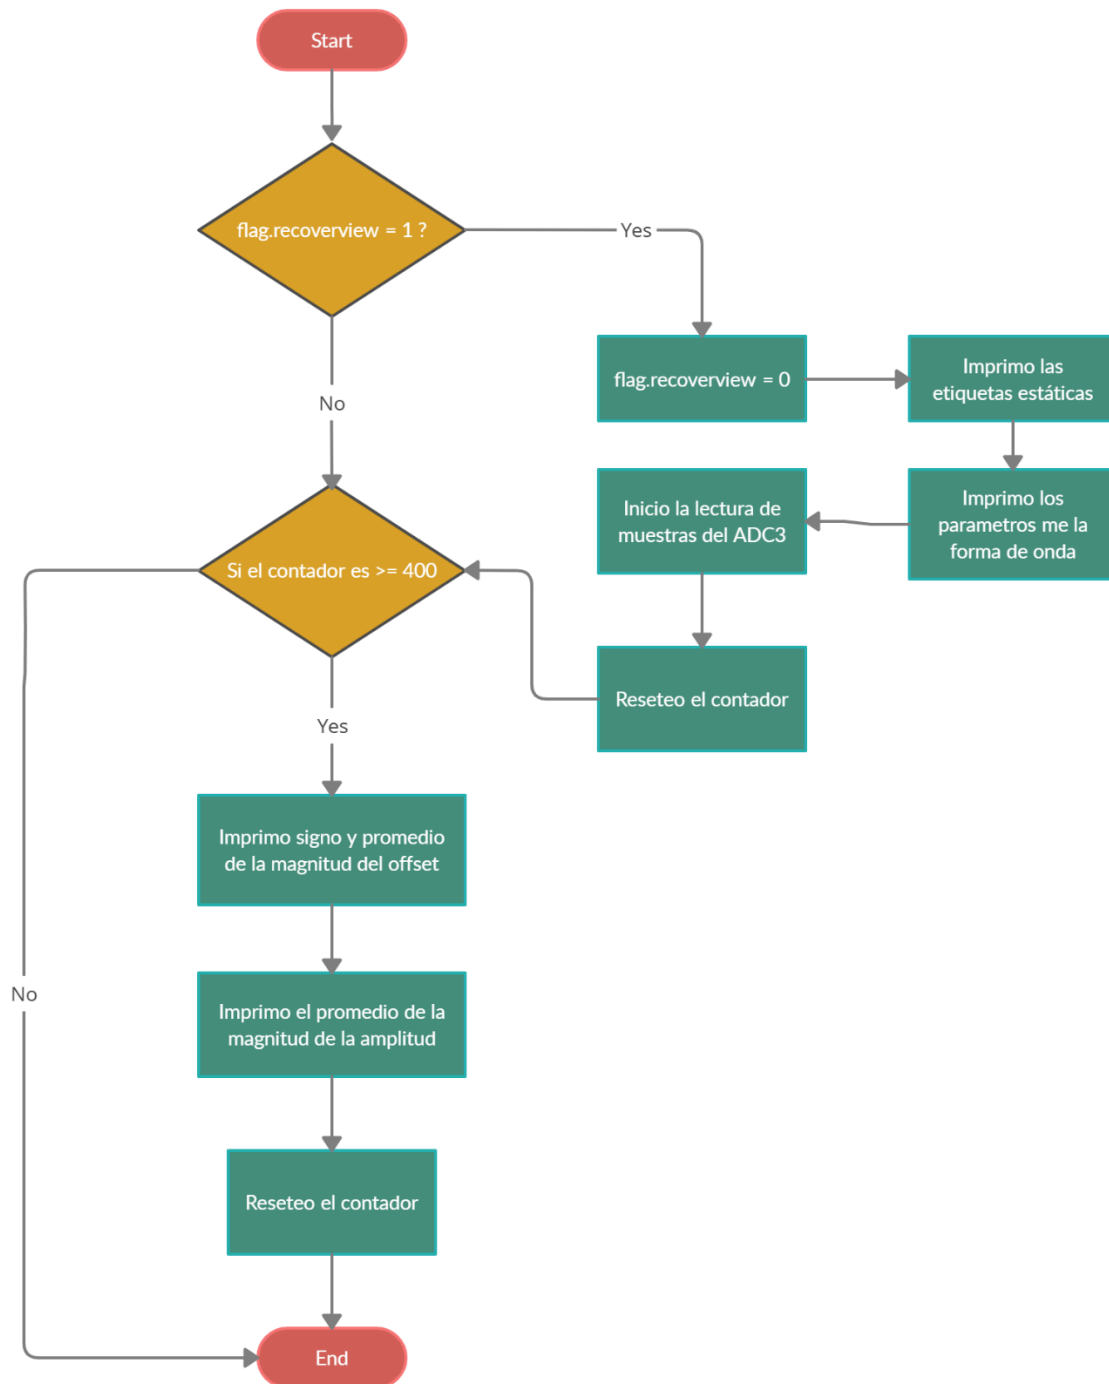 Start
flag.recoverview = 1 ?
Yes
flag.recoverview = 0
Imprimo las
etiquetas estáticas
Imprimo los
parametros me la
forma de onda
Inicio la lectura de
muestras del ADC3
Reseteo el contador
No
Si el contador es >= 400
Yes
Imprimo signo y promedio
de la magnitud del offset
Imprimo el promedio de la
magnitud de la amplitud
Reseteo el contador
No
End